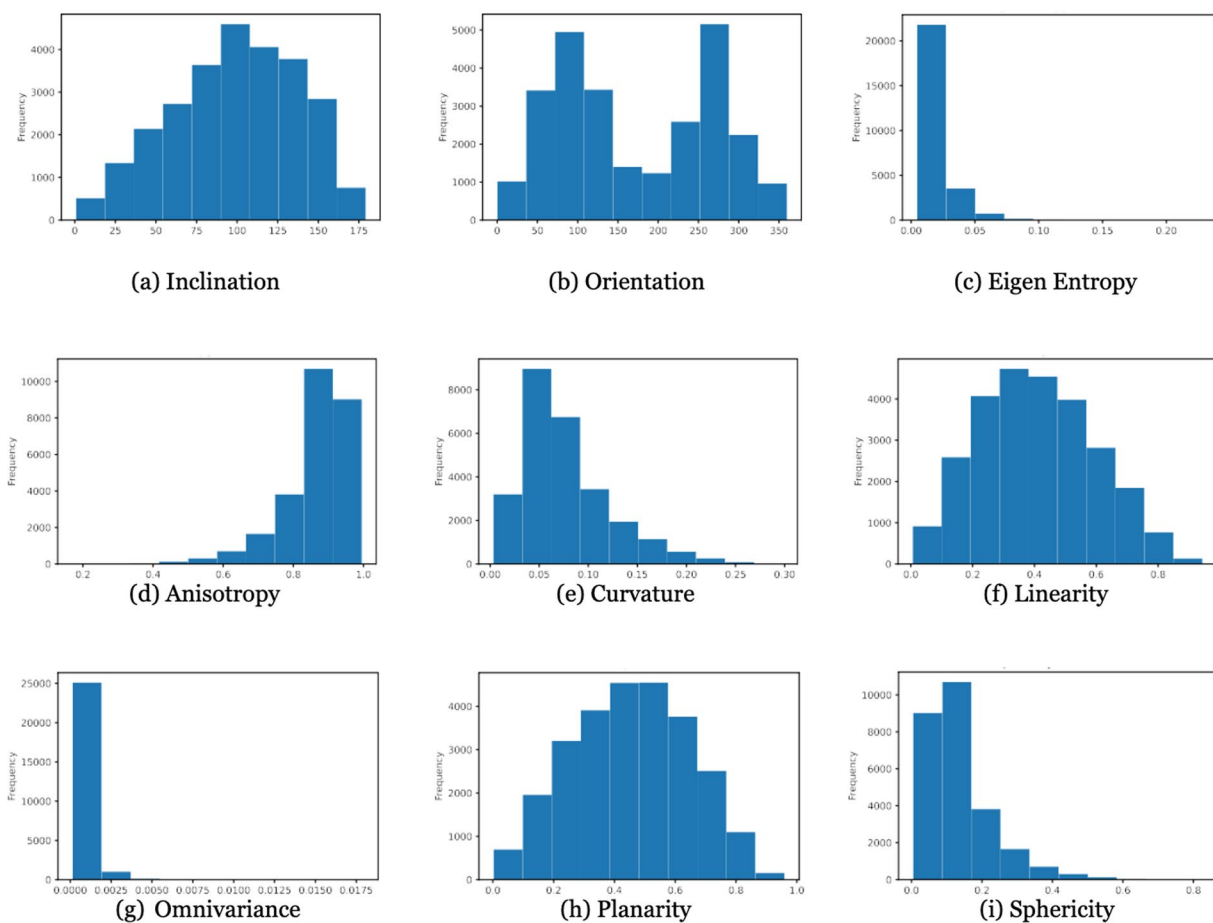 4000
3000
2000
1000
0
Frequency
0 25 50 75 100 125 150 175
(a) Inclination
5000
4000
3000
2000
1000
0
Frequency
0 50 100 150 200 250 300 350
(b) Orientation
20000
15000
10000
5000
0
Frequency
0.00 0.05 0.10 0.15 0.20
(c) Eigen Entropy
10000
8000
6000
4000
2000
0
Frequency
0.2 0.4 0.6 0.8 1.0
(d) Anisotropy
8000
6000
4000
2000
0
Frequency
0.00 0.05 0.10 0.15 0.20 0.25 0.30
(e) Curvature
4000
3000
2000
1000
0
Frequency
0.0 0.2 0.4 0.6 0.8
(f) Linearity
25000
20000
15000
10000
5000
0
Frequency
0.0000 0.0025 0.0050 0.0075 0.0100 0.0125 0.0150 0.0175
(g) Omnivariance
4000
3000
2000
1000
0
Frequency
0.0 0.2 0.4 0.6 0.8 1.0
(h) Planarity
10000
8000
6000
4000
2000
0
Frequency
0.0 0.2 0.4 0.6 0.8
(i) Sphericity